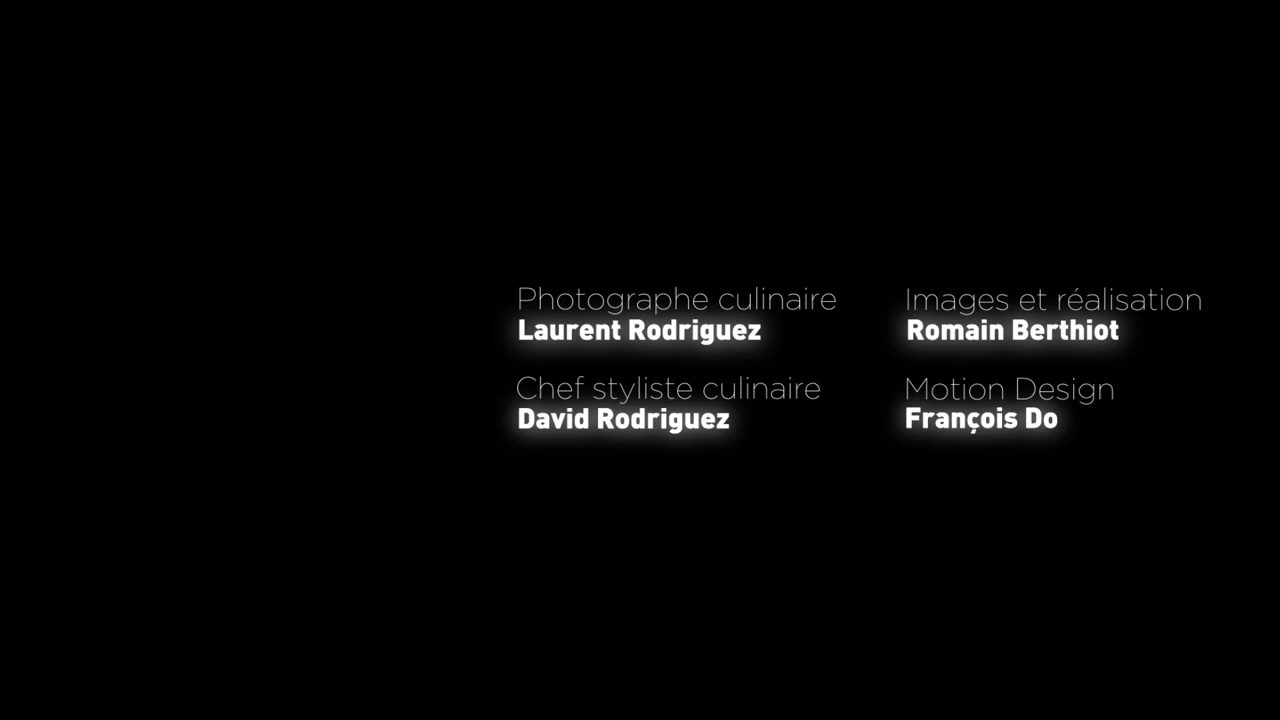 Photographe culinaire
Laurent Rodriguez
Chef styliste culinaire
David Rodriguez
Images et réalisation
Romain Berthiot
Motion Design
François Do